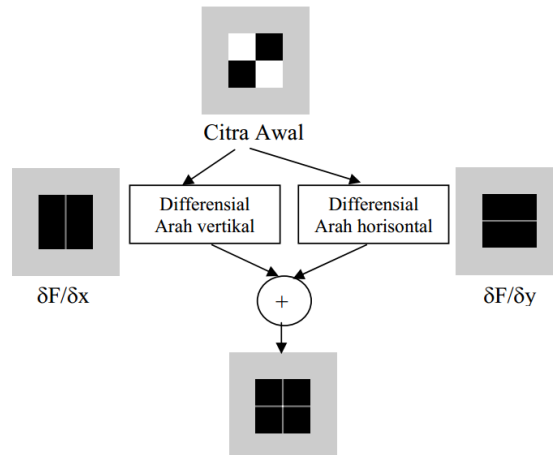 Citra Awal
Differensial
Arah vertikal
Differensial
Arah horisontal
δF/δx
δF/δy
+